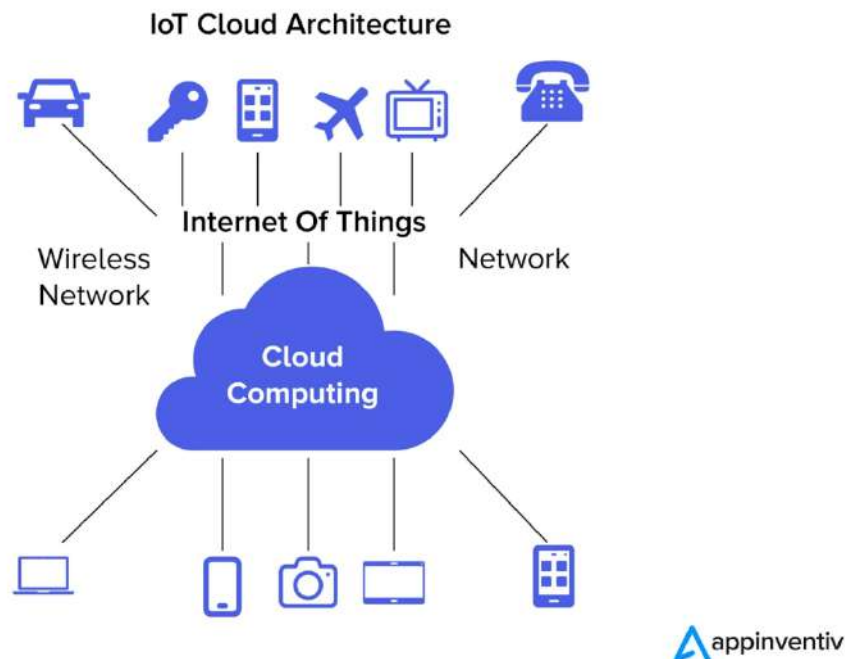 IoT Cloud Architecture
Internet Of Things
Wireless
Network
Network
Cloud
Computing
appinventiv